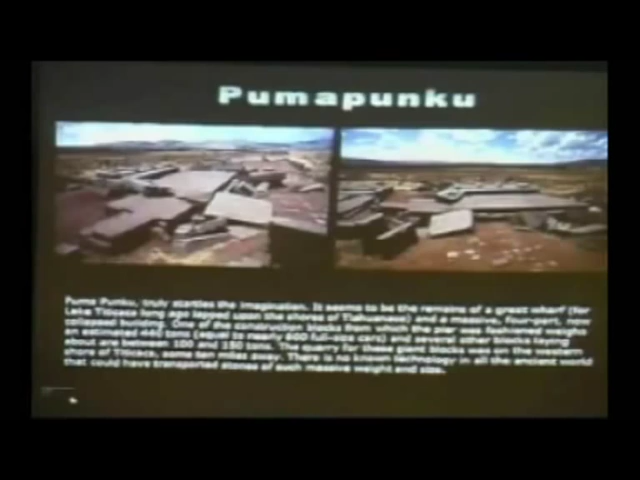 Pumapunku
Puma Punku, truly startles the imagination. It seems to be the remains of a great wharf (for
Lake Titicaca long ago lapped upon the shores of Tiahuanaco) and a massive, four-part, now
collapsed building. One of the construction blocks from which the pier was fashioned weighs
an estimated 440 tons (equal to nearly 600 full-size cars) and several other blocks laying
about are between 100 and 150 tons. The quarry for these giant blocks was on the western
shore of Titicaca, some ten miles away. There is no known technology in all the ancient world
that could have transported stones of such massive weight and size.